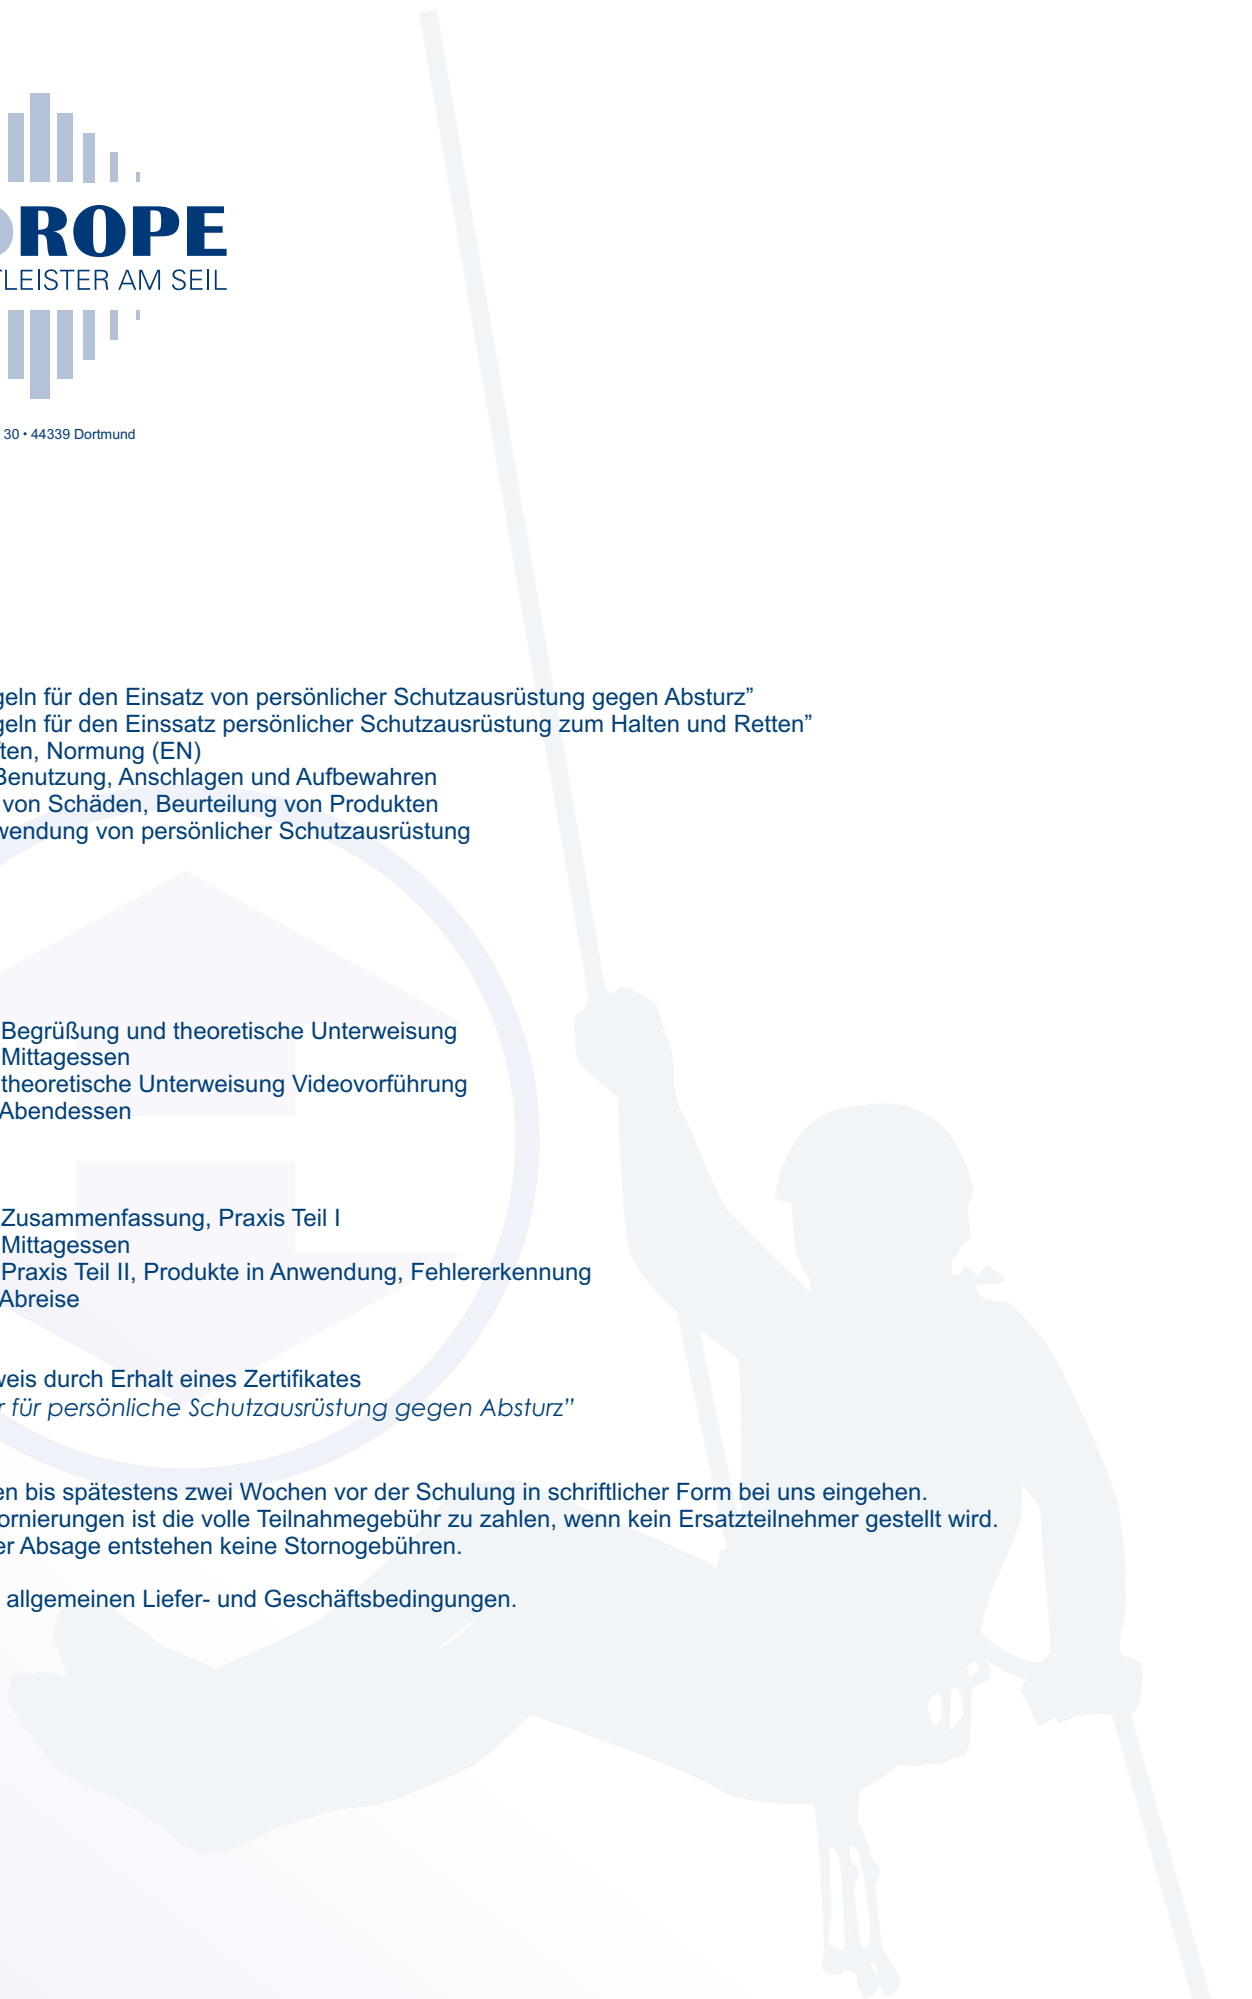 ROPE
LEISTER AM SEIL
30 • 44339 Dortmund
geln für den Einsatz von persönlicher Schutzausrüstung gegen Absturz”
geln für den Einssatz persönlicher Schutzausrüstung zum Halten und Retten”
ten, Normung (EN)
Benutzung, Anschlagen und Aufbewahren
von Schäden, Beurteilung von Produkten
wendung von persönlicher Schutzausrüstung
Begrüßung und theoretische Unterweisung
Mittagessen
theoretische Unterweisung Videovorführung
Abendessen
Zusammenfassung, Praxis Teil I
Mittagessen
Praxis Teil II, Produkte in Anwendung, Fehlererkennung
Abreise
weis durch Erhalt eines Zertifikates
r für persönliche Schutzausrüstung gegen Absturz”
en bis spätestens zwei Wochen vor der Schulung in schriftlicher Form bei uns eingehen.
ornierungen ist die volle Teilnahmegebühr zu zahlen, wenn kein Ersatzteilnehmer gestellt wird.
er Absage entstehen keine Stornogebühren.
allgemeinen Liefer- und Geschäftsbedingungen.